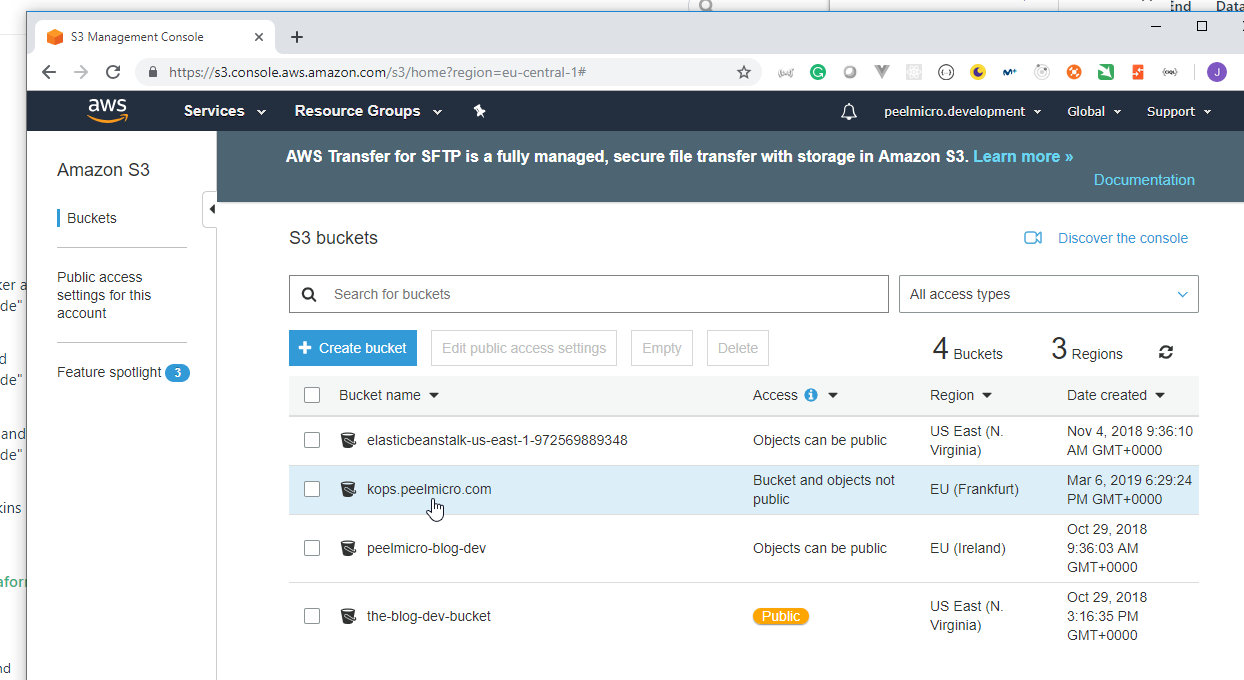 End Data
S3 Management Console
https://s3.console.aws.amazon.com/s3/home?region=eu-central-1#
J
aws Services Resource Groups peelmicro.development Global Support
AWS Transfer for SFTP is a fully managed, secure file transfer with storage in Amazon S3. Learn more »
Documentation
Amazon S3
Buckets
Public access
settings for this
account
Feature spotlight 3
S3 buckets
Discover the console
Search for buckets
All access types
Create bucket Edit public access settings Empty Delete 4 Buckets 3 Regions
Bucket name Access Region Date created
elasticbeanstalk-us-east-1-972569889348 Objects can be public US East (N.
Virginia) Nov 4, 2018 9:36:10
AM GMT+0000
kops.peelmicro.com Bucket and objects not
public EU (Frankfurt) Mar 6, 2019 6:29:24
PM GMT+0000
peelmicro-blog-dev Objects can be public EU (Ireland) Oct 29, 2018
9:36:03 AM
GMT+0000
the-blog-dev-bucket Public US East (N.
Virginia) Oct 29, 2018
3:16:35 PM
GMT+0000